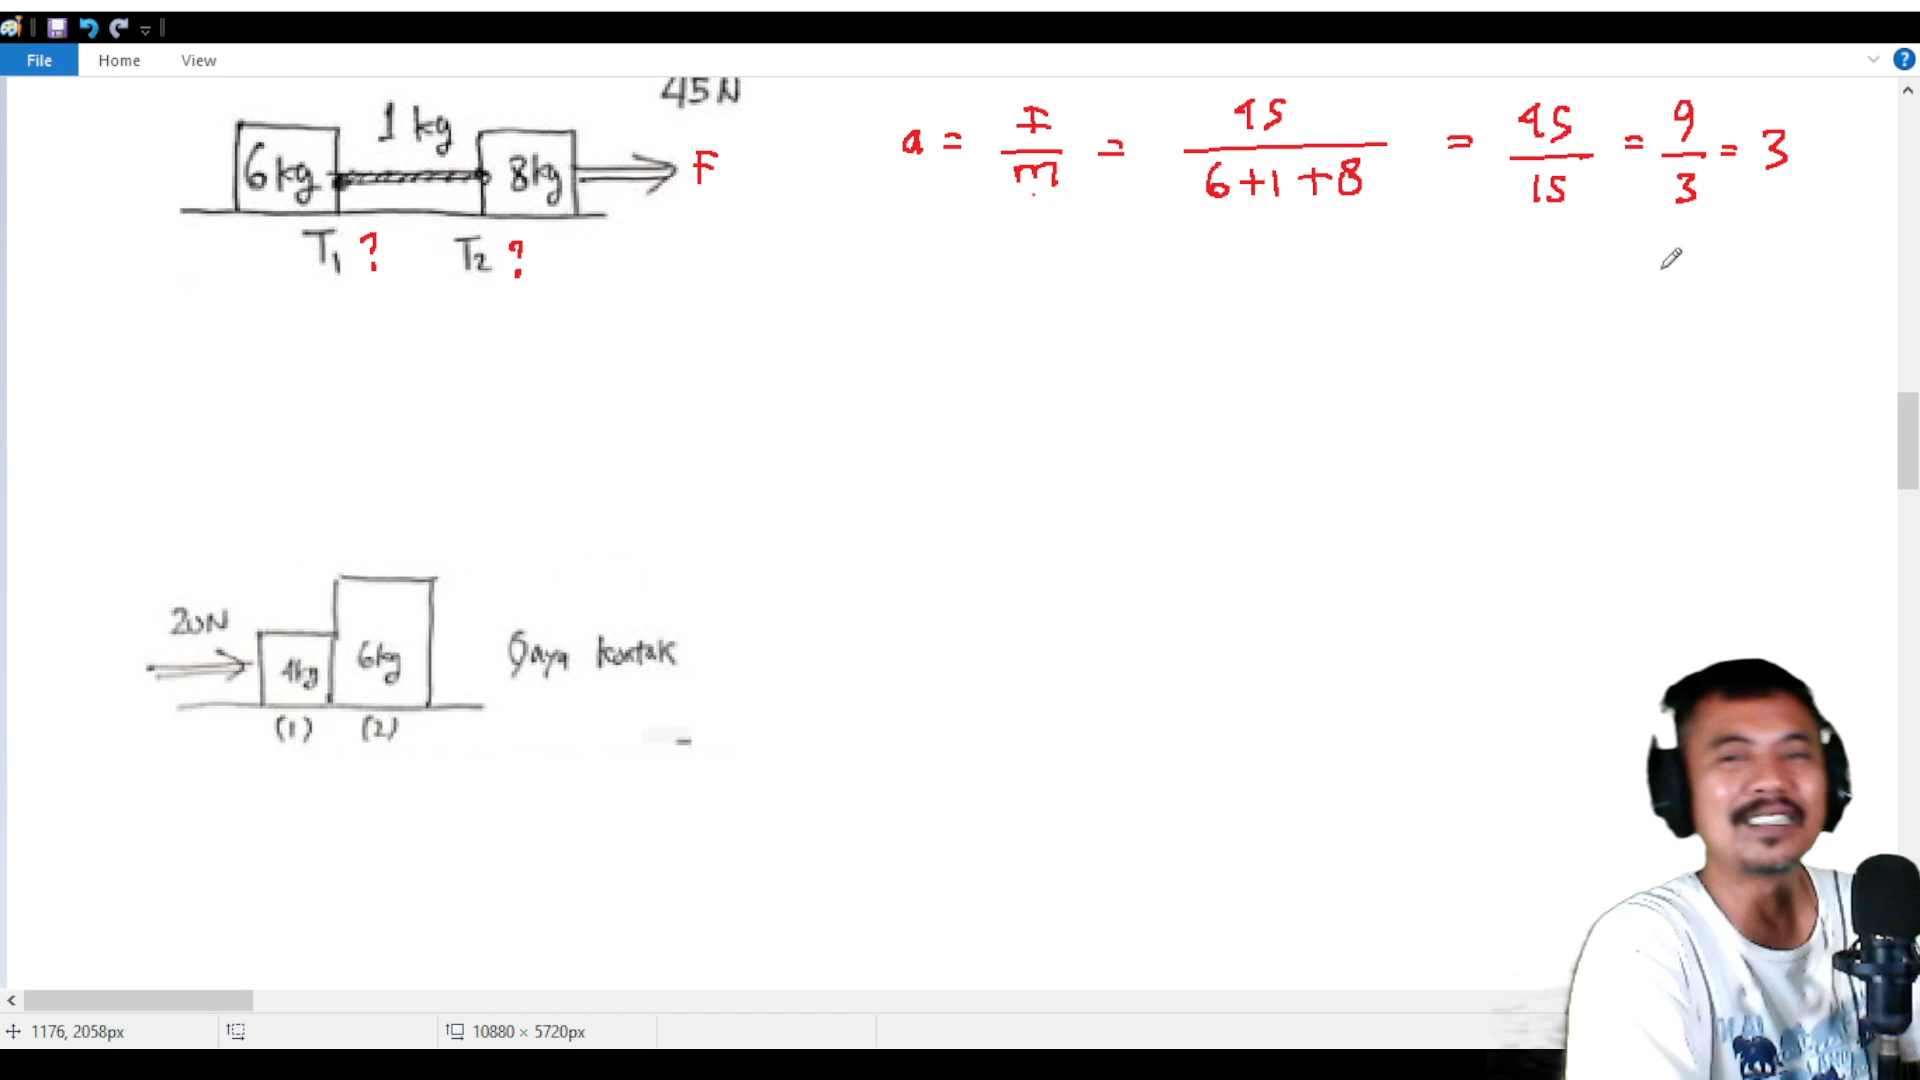 File Home View
45 N
1 kg
6 kg 8 kg F
T1 ? T2 ?
a = F/m = 45/(6+1+8) = 45/15 = 9/3 = 3
20N
4kg 6kg Gaya kontak
(1) (2)
1176, 2058px 10880 × 5720px